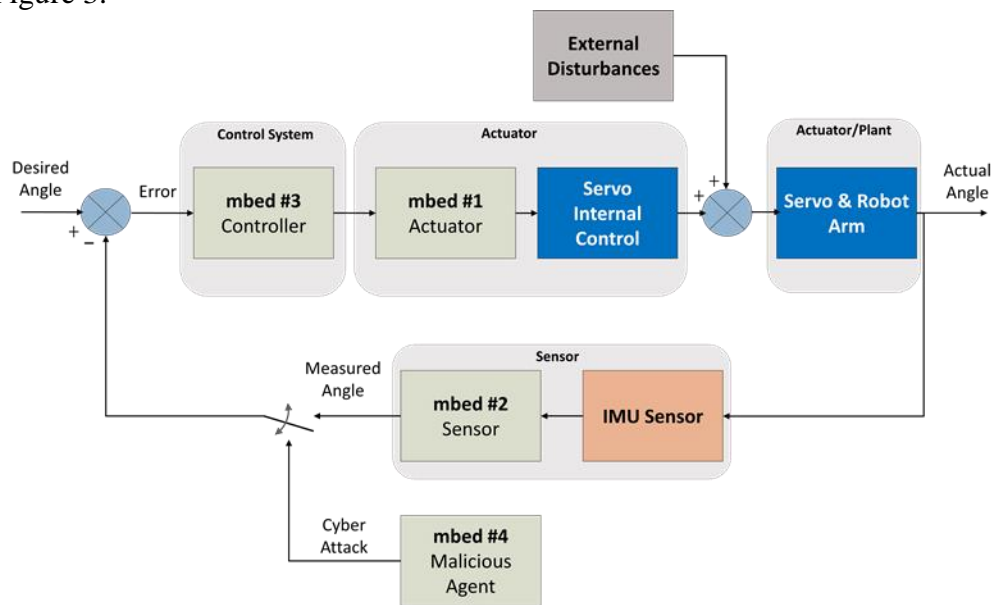 Figure 3.
External
Disturbances
Control System
Actuator
Actuator/Plant
Desired
Angle
Error
mbed #3
Controller
mbed #1
Actuator
Servo
Internal
Control
+
+
Servo & Robot
Arm
Actual
Angle
+
−
Sensor
Measured
Angle
mbed #2
Sensor
IMU Sensor
Cyber
Attack
mbed #4
Malicious
Agent